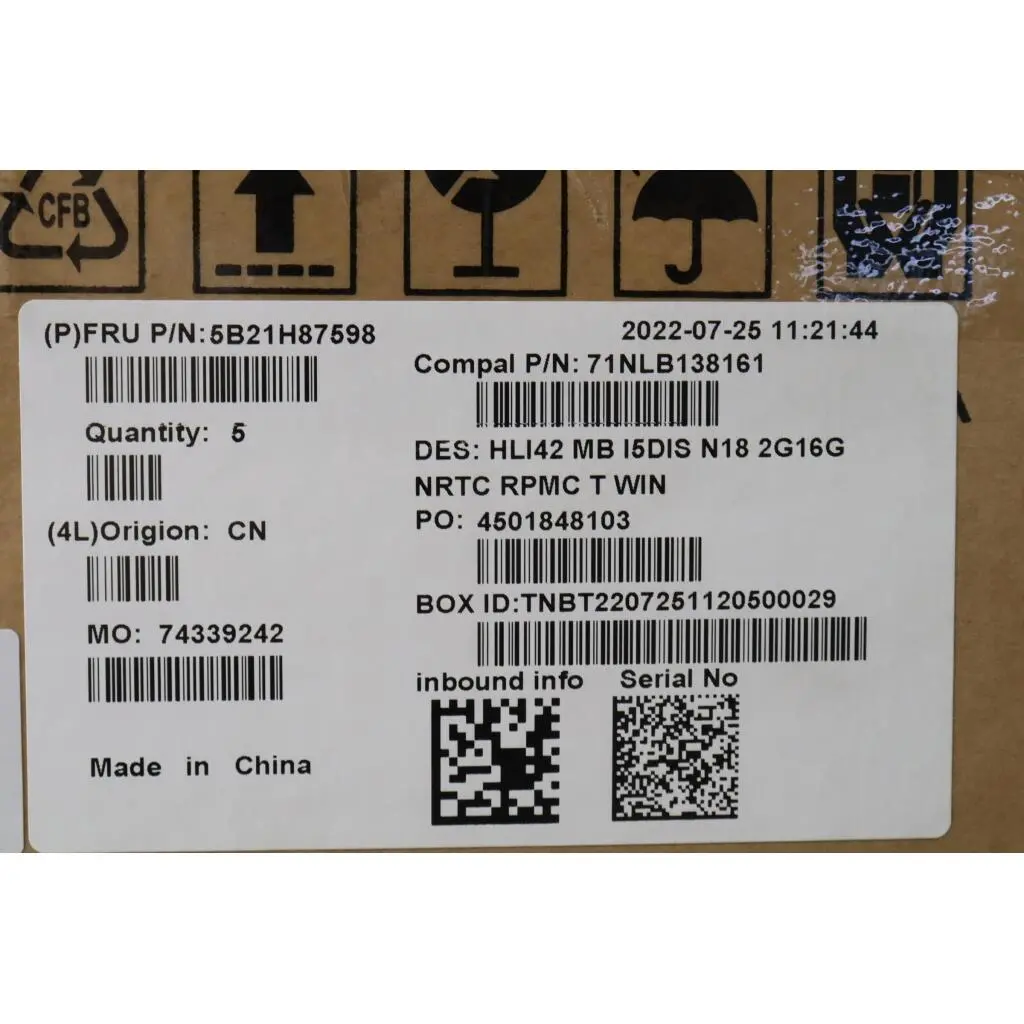 CFB
(P)FRU P/N:5B21H87598
2022-07-25 11:21:44
Compal P/N: 71NLB138161
Quantity: 5
DES: HLI42 MB I5DIS N18 2G16G
NRTC RPMC T WIN
(4L)Origion: CN
PO: 4501848103
BOX ID:TNBT2207251120500029
MO: 74339242
inbound info
Serial No
Made in China